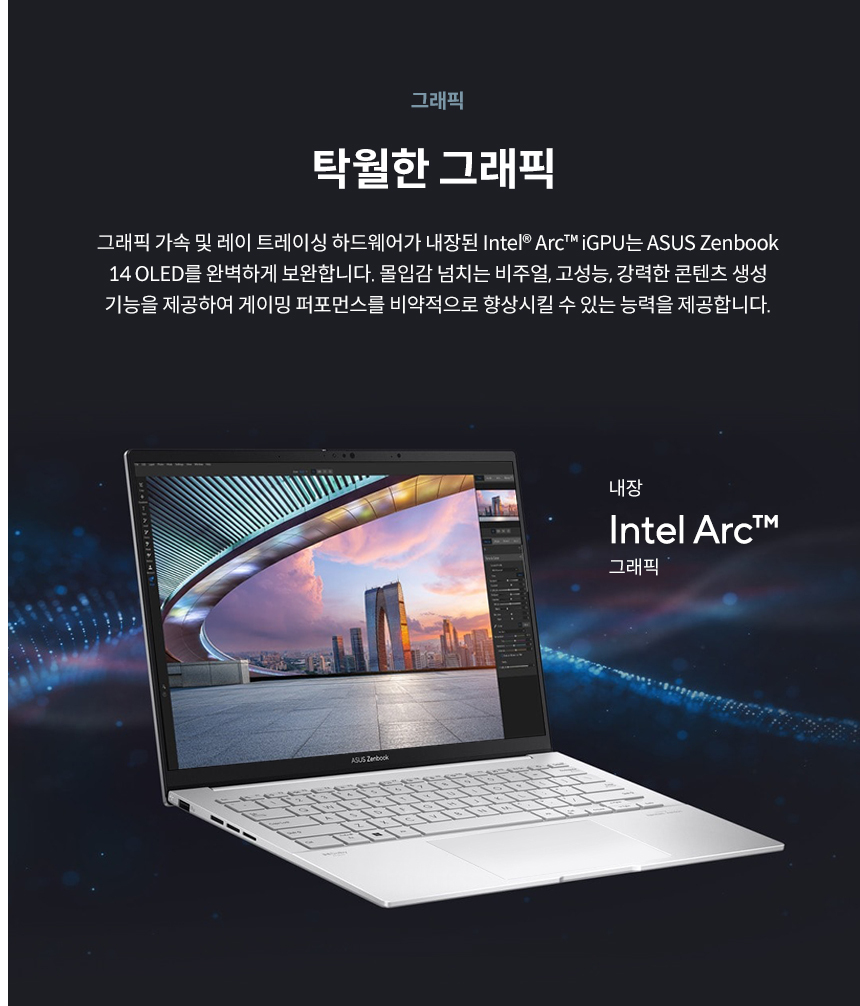 그래픽
탁월한 그래픽
그래픽 가속 및 레이 트레이싱 하드웨어가 내장된 Intel® Arc™ iGPU는 ASUS Zenbook
14 OLED를 완벽하게 보완합니다. 몰입감 넘치는 비주얼, 고성능, 강력한 콘텐츠 생성
기능을 제공하여 게이밍 퍼포먼스를 비약적으로 향상시킬 수 있는 능력을 제공합니다.
내장
Intel Arc™
그래픽
ASUS Zenbook